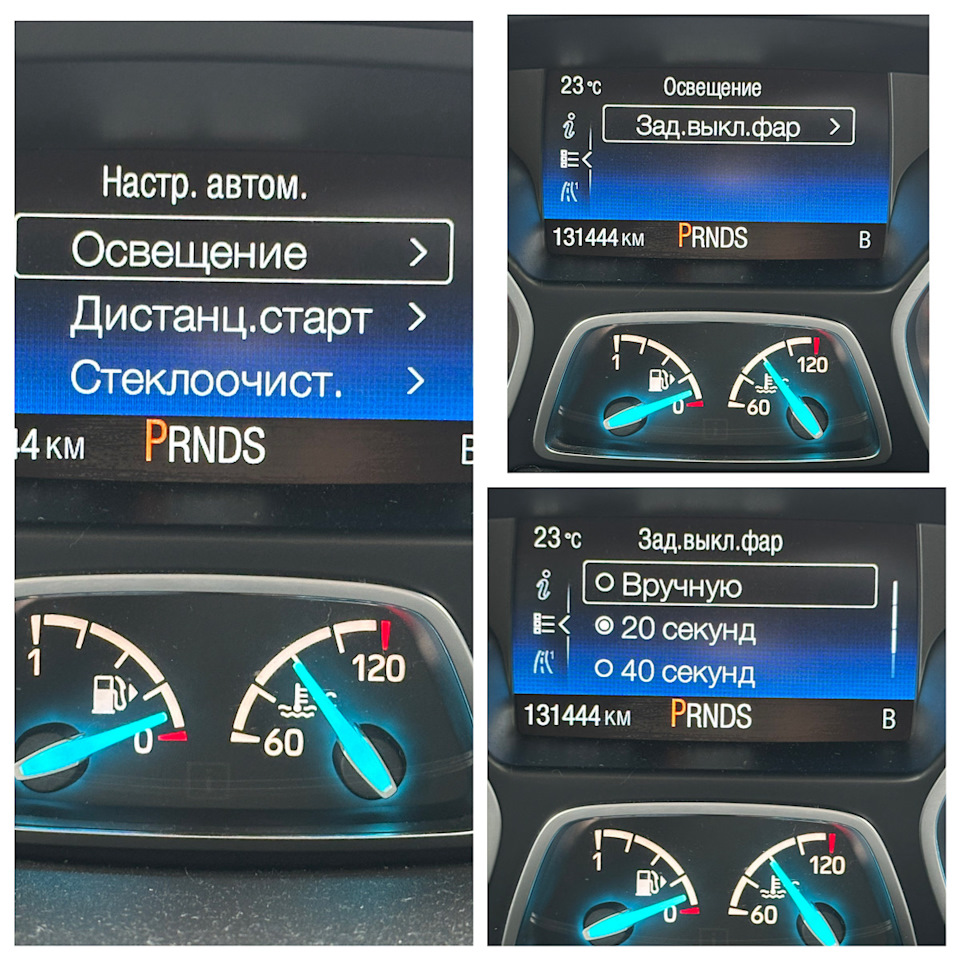 Настр. автом.
Освещение
Дистанц.старт
Стеклоочист.
44 км
PRNDS
1
0
120
60
23 °C
Освещение
Зад.выкл.фар
131444 км
PRNDS
B
1
0
120
60
23 °C
Зад.выкл.фар
Вручную
20 секунд
40 секунд
131444 км
PRNDS
B
1
0
120
60